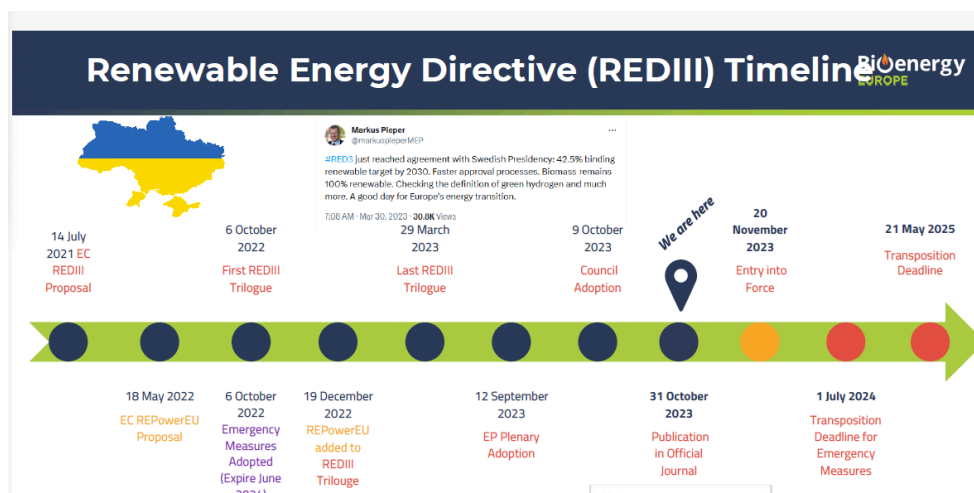 Renewable Energy Directive (REDIII) Timeline
Bioenergy
EUROPE
Markus Pieper
@markuspieperMEP
#RED3 just reached agreement with Swedish Presidency: 42.5% binding
renewable target by 2030. Faster approval processes. Biomass remains
100% renewable. Checking the definition of green hydrogen and much
more. A good day for Europe's energy transition.
7:08 AM · Mar 30, 2023 · 30.8K Views
14 July
2021 EC
REDIII
Proposal
6 October
2022
First REDIII
Trilogue
29 March
2023
Last REDIII
Trilogue
9 October
2023
Council
Adoption
We are here
20
November
2023
Entry into
Force
21 May 2025
Transposition
Deadline
18 May 2022
EC REPowerEU
Proposal
6 October
2022
Emergency
Measures
Adopted
(Expire June
2024)
19 December
2022
REPowerEU
added to
REDIII
Trilouge
12 September
2023
EP Plenary
Adoption
31 October
2023
Publication
in Official
Journal
1 July 2024
Transposition
Deadline for
Emergency
Measures